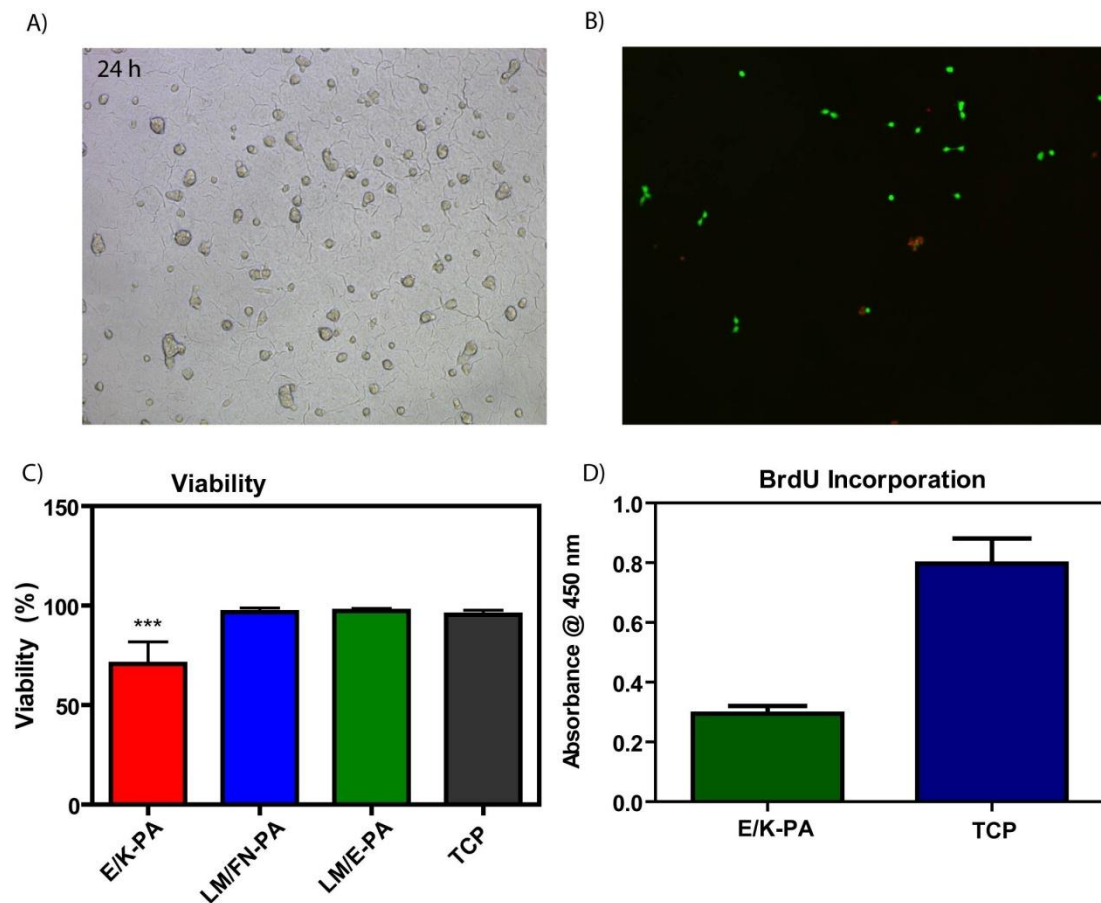 A)
24 h
B)
C)
Viability
Viability (%)
150
100
50
0
***
E/K-PA
LM/FN-PA
LM/E-PA
TCP
D)
BrdU Incorporation
Absorbance @ 450 nm
1.0
0.8
0.6
0.4
0.2
0.0
E/K-PA
TCP